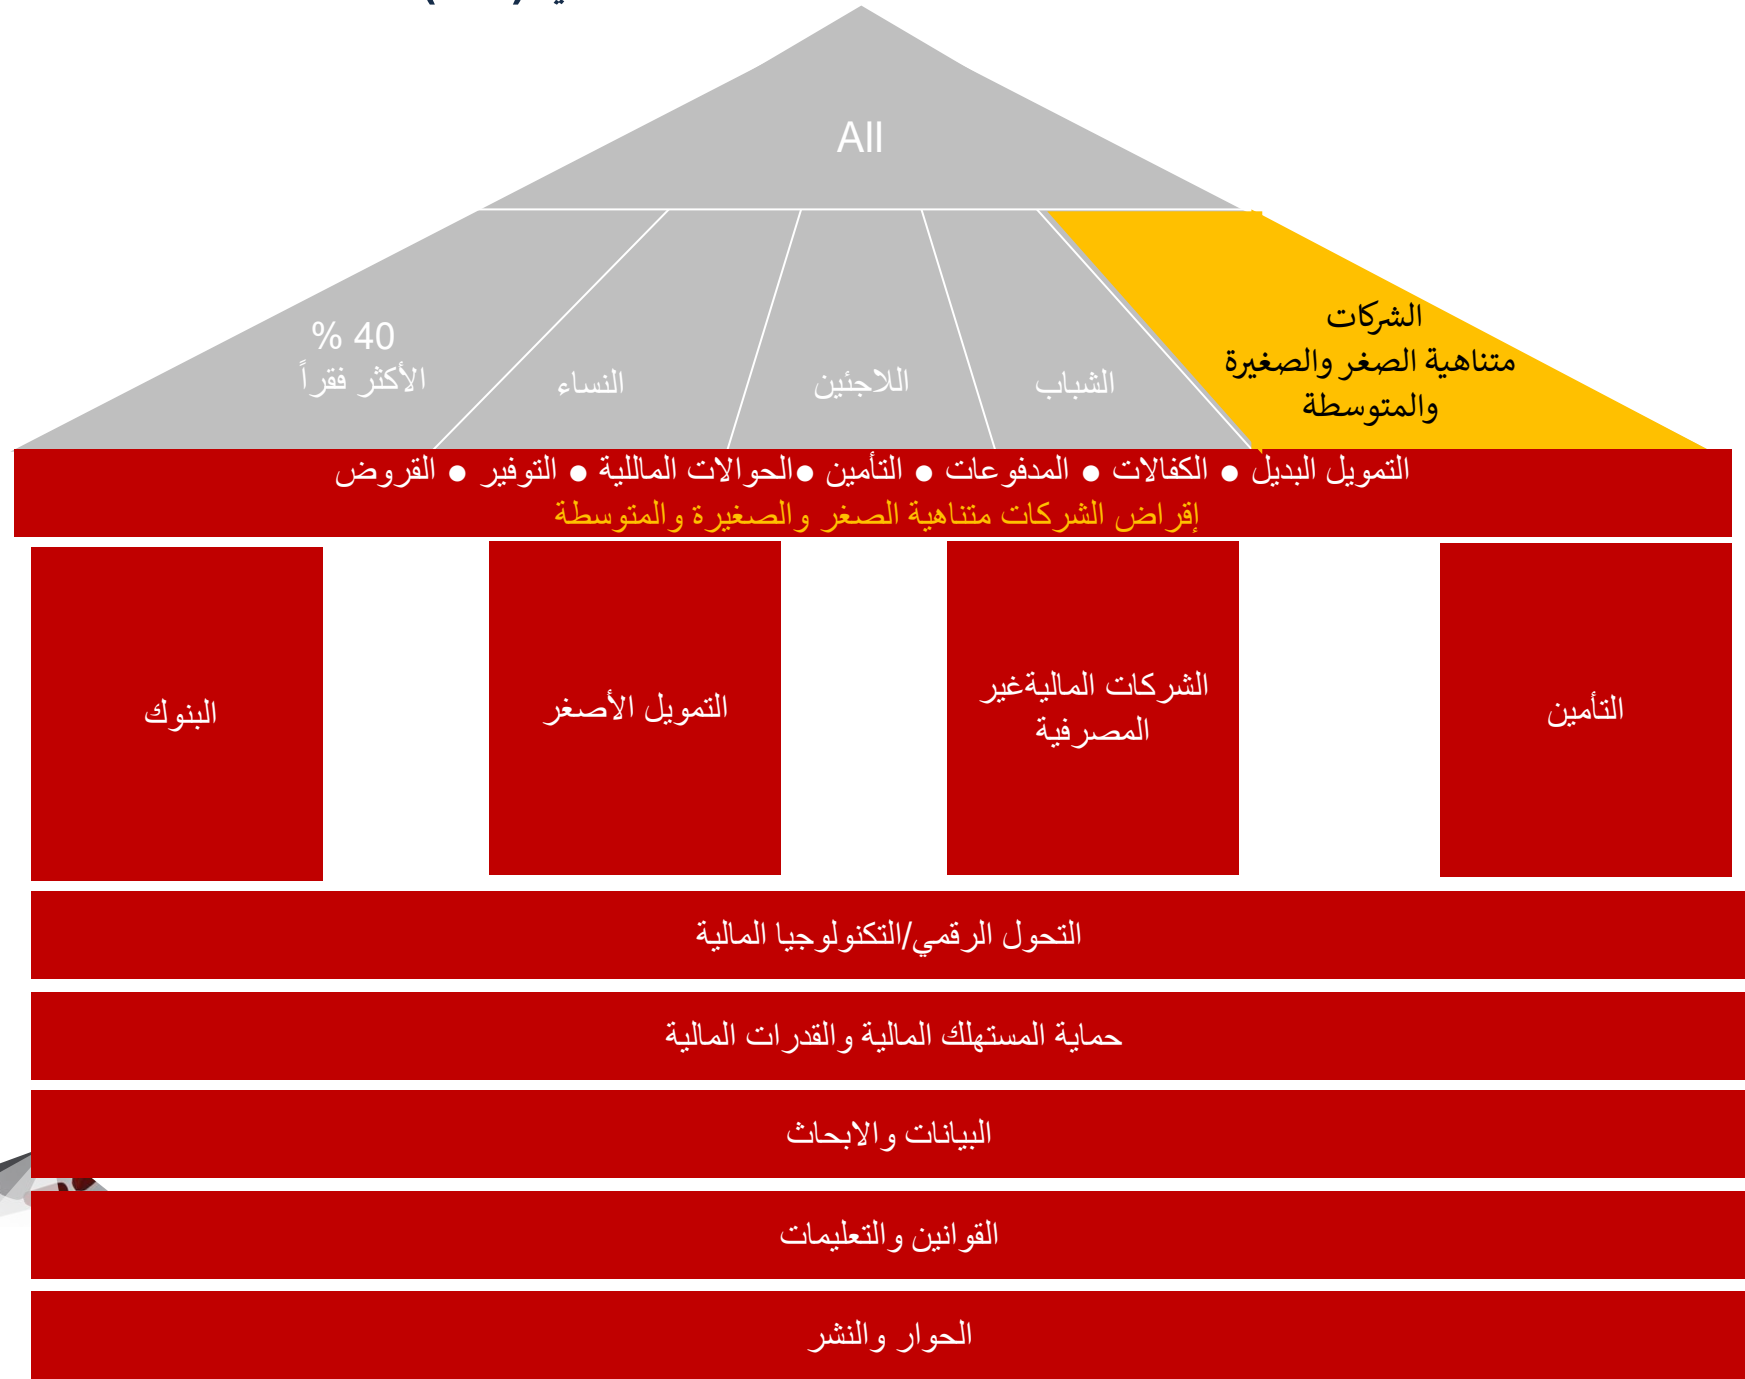 All
الشركات
متناهية الصغر والصغيرة
والمتوسطة
الشباب
اللاجئين
النساء
40 %
الأكثر فقراً
التمويل البديل ● الكفالات ● المدفوعات ● التأمين ●الحوالات الماللية ● التوفير ● القروض
إقراض الشركات متناهية الصغر والصغيرة والمتوسطة
التأمين
الشركات الماليةغير
المصرفية
التمويل الأصغر
البنوك
التحول الرقمي/التكنولوجيا المالية
حماية المستهلك المالية والقدرات المالية
البيانات والابحاث
القوانين والتعليمات
الحوار والنشر